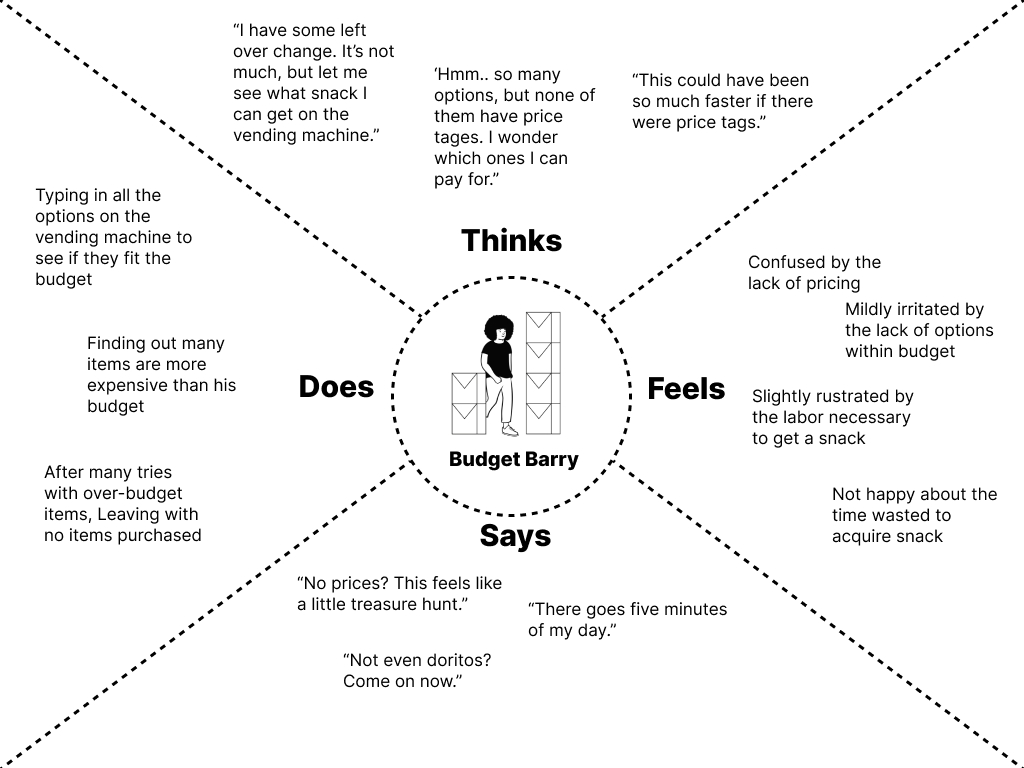 “I have some left
over change. It’s not
much, but let me
see what snack I
can get on the
vending machine.”
‘Hmm.. so many
options, but none of
them have price
tages. I wonder
which ones I can
pay for.”
“This could have been
so much faster if there
were price tags.”
Thinks
Typing in all the
options on the
vending machine to
see if they fit the
budget
Finding out many
items are more
expensive than his
budget
After many tries
with over-budget
items, Leaving with
no items purchased
Does
Budget Barry
Feels
Confused by the
lack of pricing
Mildly irritated by
the lack of options
within budget
Slightly rustrated by
the labor necessary
to get a snack
Not happy about the
time wasted to
acquire snack
Says
“No prices? This feels like
a little treasure hunt.”
“There goes five minutes
of my day.”
“Not even doritos?
Come on now.”